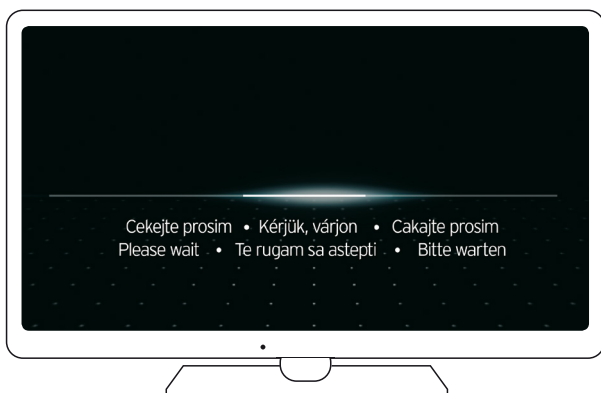 Cekejte prosim • Kérjük, várjon • Cakajte prosim
Please wait • Te rugam sa astepti • Bitte warten